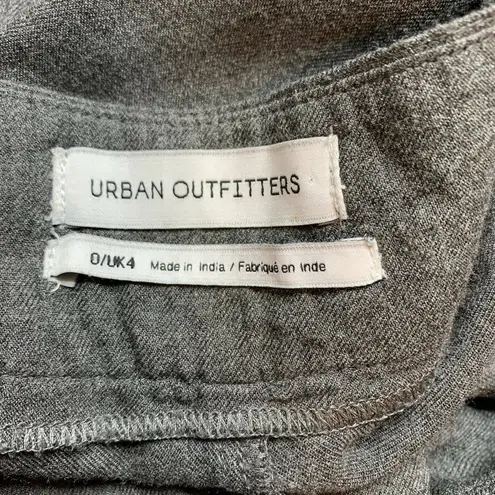 URBAN OUTFITTERS
0/UK4 Made in India / Fabriqué en Inde